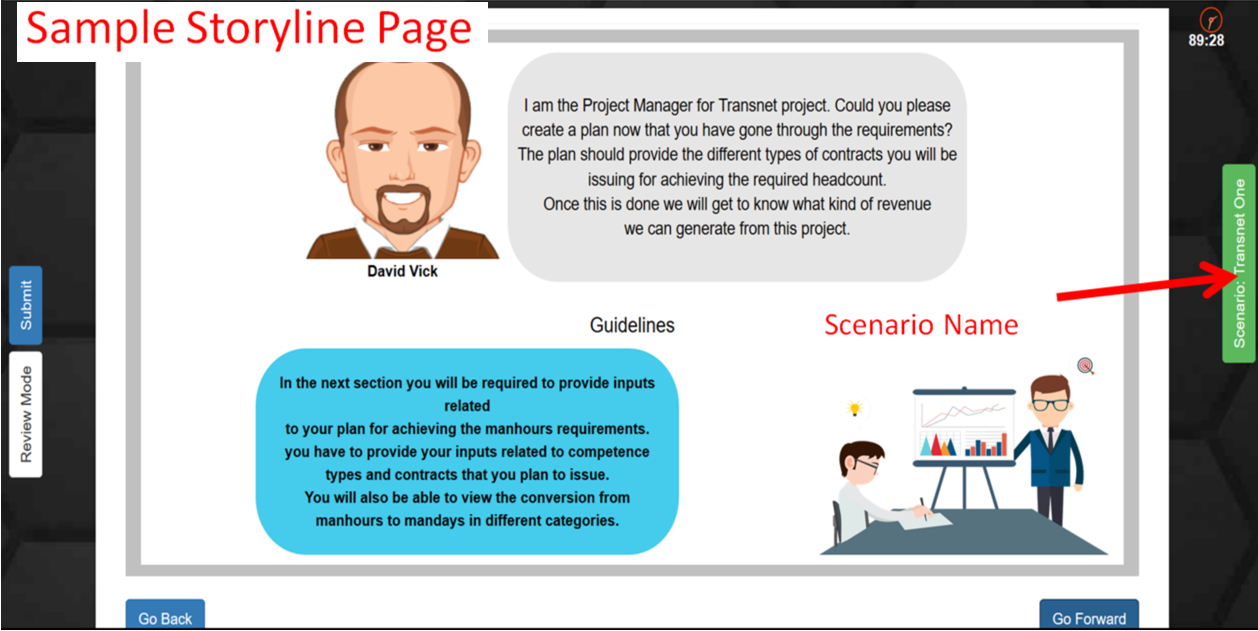 Sample Storyline Page
89:28
I am the Project Manager for Transnet project. Could you please
create a plan now that you have gone through the requirements?
The plan should provide the different types of contracts you will be
issuing for achieving the required headcount.
Once this is done we will get to know what kind of revenue
we can generate from this project.
David Vick
Scenario: Transnet One
Submit
Review Mode
Guidelines
Scenario Name
In the next section you will be required to provide inputs
related
to your plan for achieving the manhours requirements.
you have to provide your inputs related to competence
types and contracts that you plan to issue.
You will also be able to view the conversion from
manhours to mandays in different categories.
Go Back
Go Forward